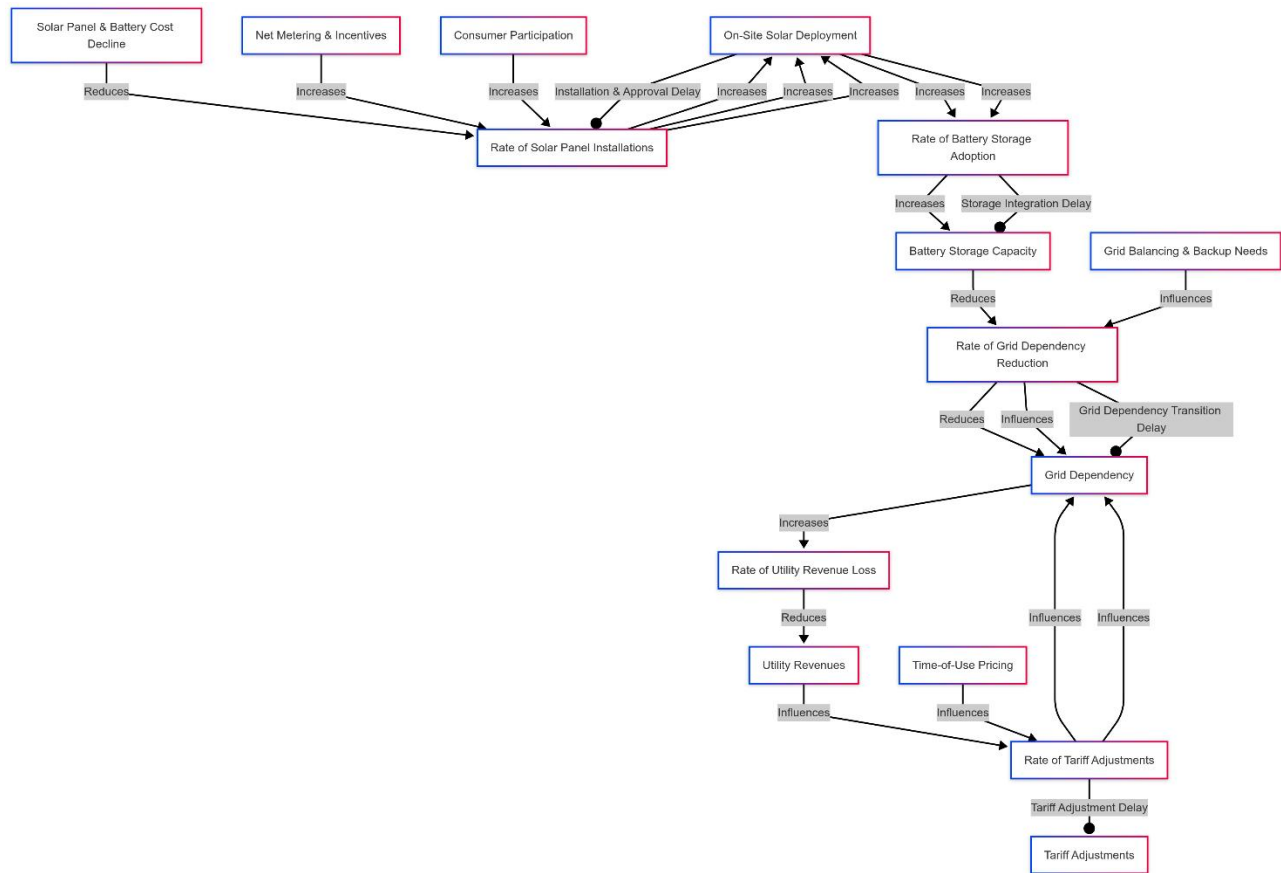 Solar Panel & Battery Cost
Decline
Net Metering & Incentives
Consumer Participation
On-Site Solar Deployment
Reduces
Increases
Increases
Installation & Approval Delay
Increases
Increases
Increases
Increases
Increases
Rate of Solar Panel Installations
Rate of Battery Storage
Adoption
Increases
Storage Integration Delay
Battery Storage Capacity
Grid Balancing & Backup Needs
Reduces
Influences
Rate of Grid Dependency
Reduction
Reduces
Influences
Grid Dependency Transition
Delay
Grid Dependency
Increases
Rate of Utility Revenue Loss
Reduces
Influences
Influences
Utility Revenues
Time-of-Use Pricing
Influences
Influences
Rate of Tariff Adjustments
Tariff Adjustment Delay
Tariff Adjustments